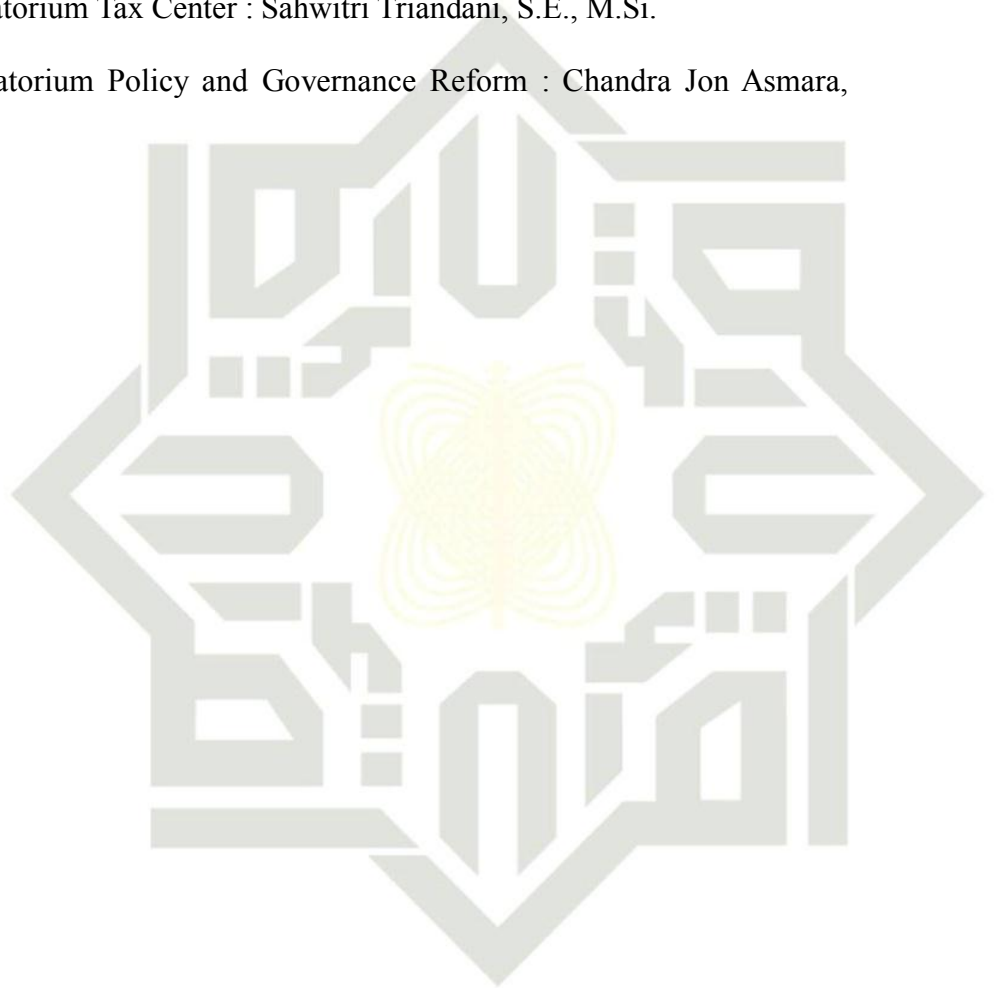 atorium Tax Center : Sahwitri Triandani, S.E., M.Si.
atorium Policy and Governance Reform : Chandra Jon Asmara,